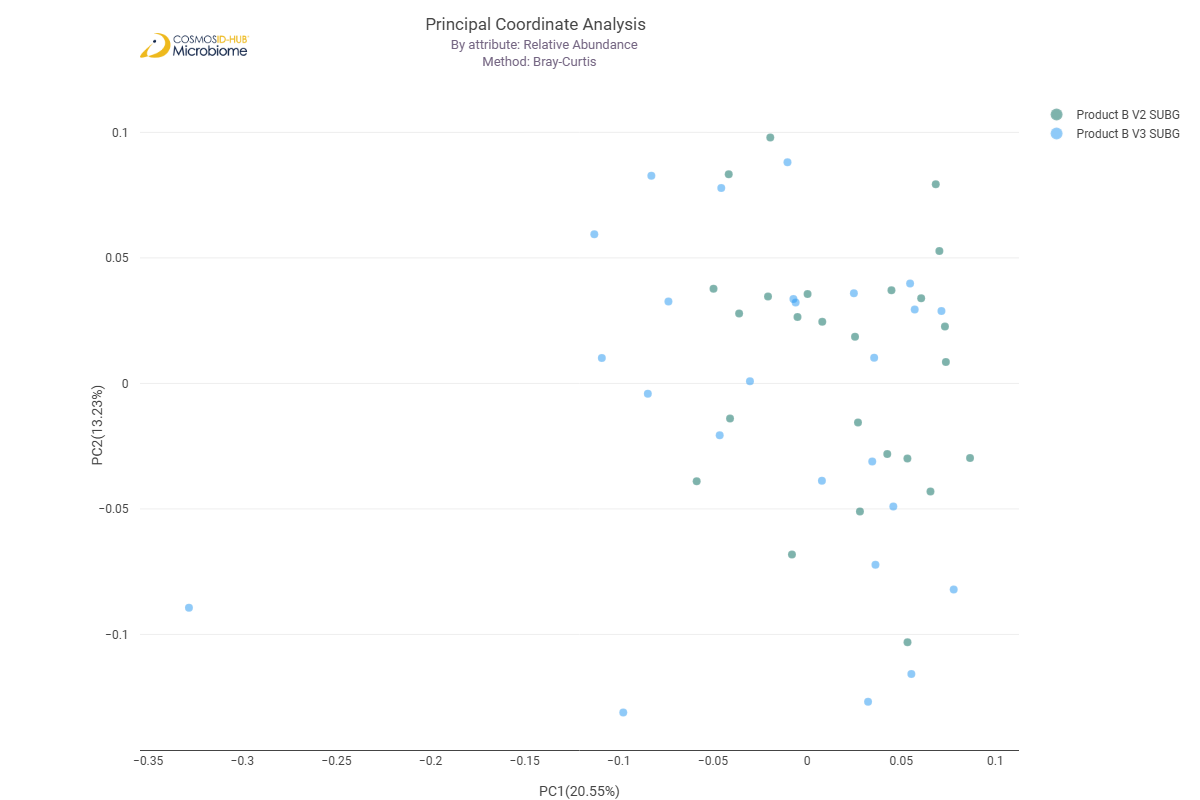 Principal Coordinate Analysis
By attribute: Relative Abundance
Method: Bray-Curtis
COSMOSID-HUB
Microbiome
Product B V2 SUBG
Product B V3 SUBG
0.1
0.05
0
−0.05
−0.1
PC2(13.23%)
−0.35
−0.3
−0.25
−0.2
−0.15
−0.1
−0.05
0
0.05
0.1
PC1(20.55%)